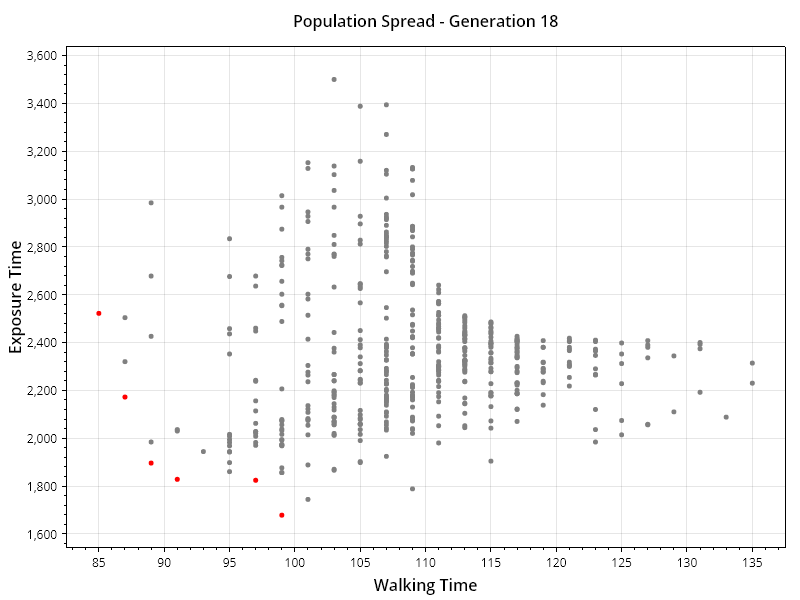 Population Spread - Generation 18
3,600
3,400
3,200
3,000
2,800
2,600
2,400
2,200
2,000
1,800
1,600
Exposure Time
85 90 95 100 105 110 115 120 125 130 135
Walking Time